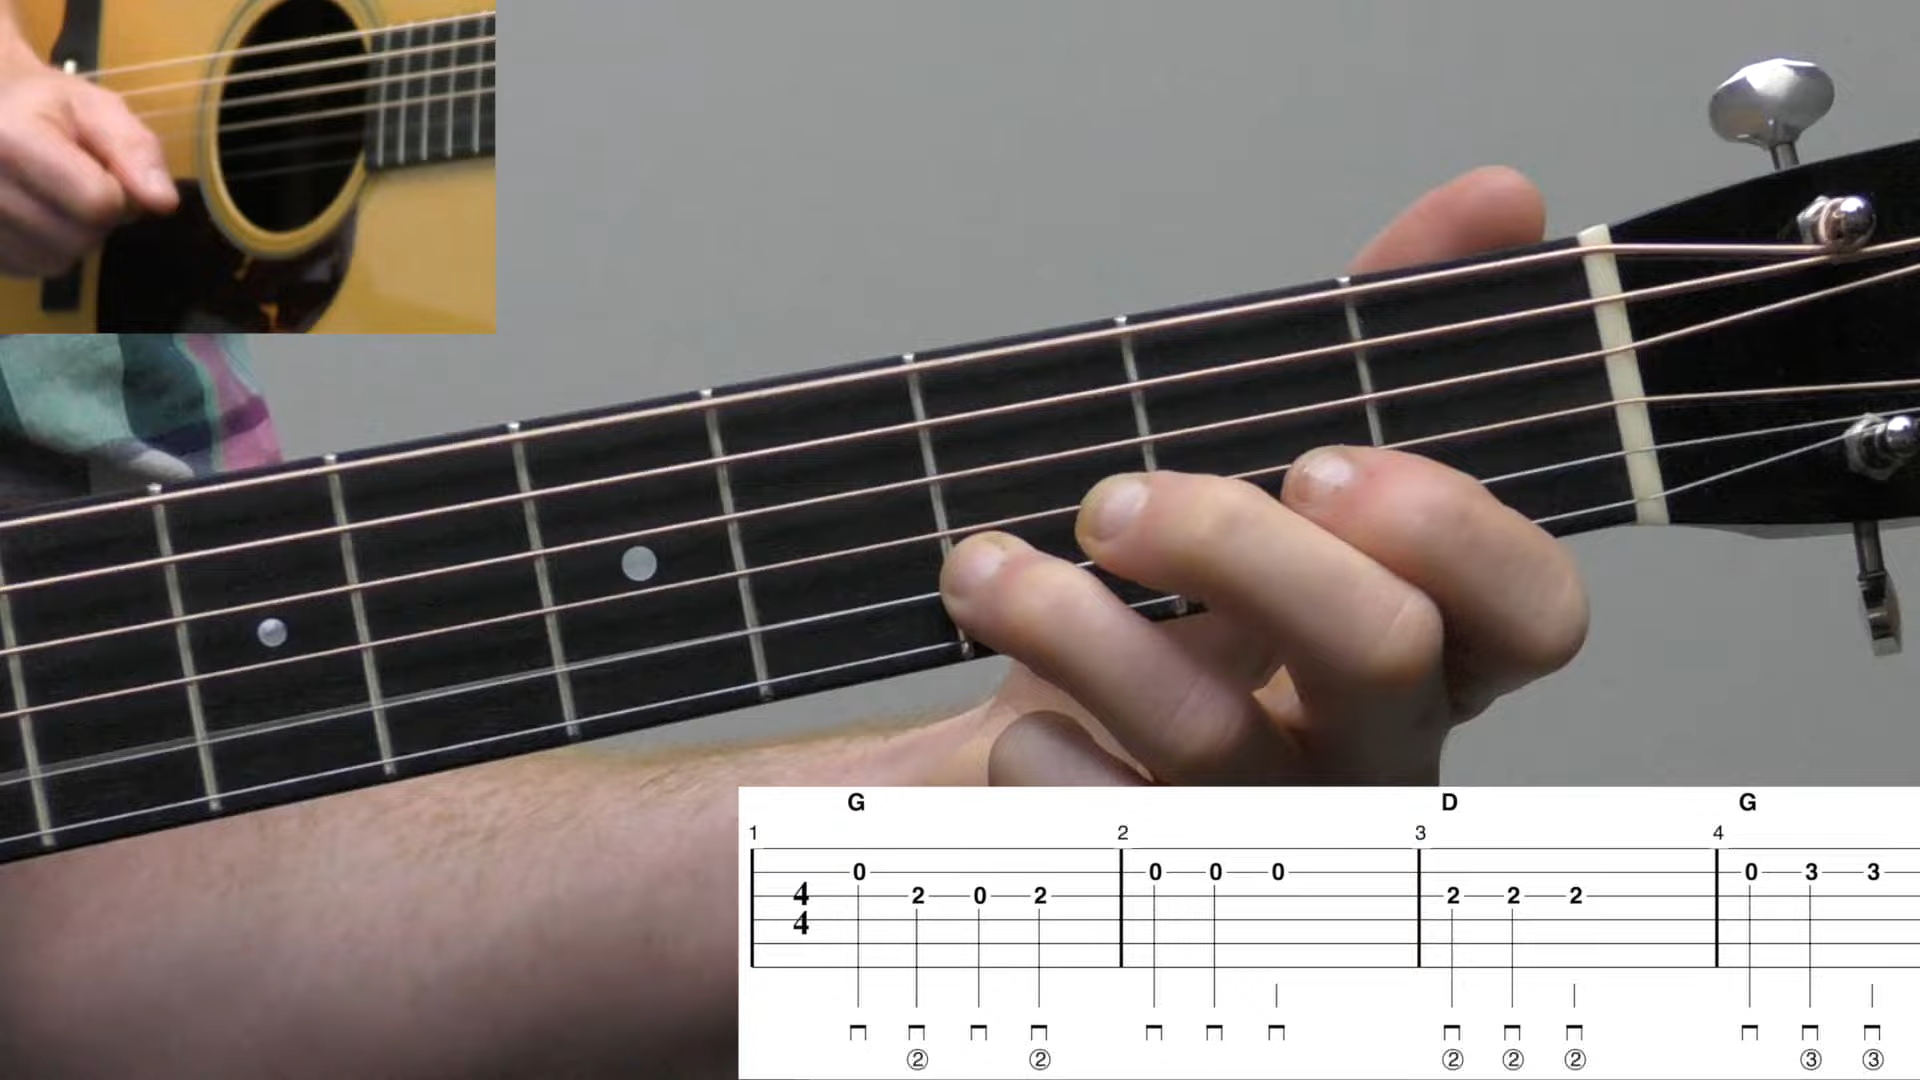 G D G
1 2 3 4
0 0 0 0 0 3 3
4 2 0 2 2 2 2
4
② ② ② ② ② ③ ③